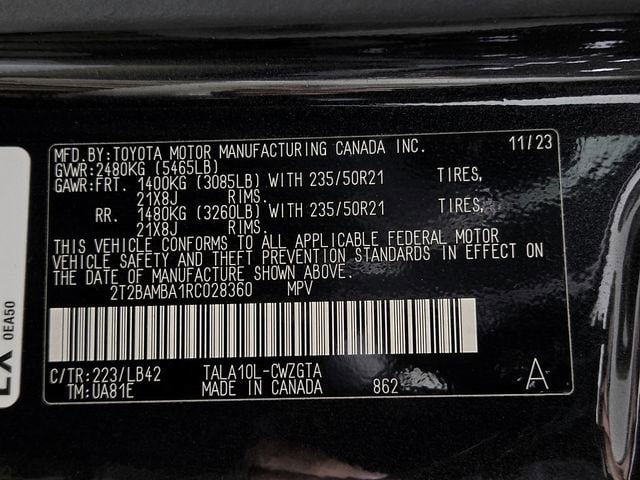 MFD.BY:TOYOTA MOTOR MANUFACTURING CANADA INC. 11/23
GVWR:2480KG (5465LB)
GAWR:FRT. 1400KG (3085LB) WITH 235/50R21 TIRES,
21X8J RIMS.
RR. 1480KG (3260LB) WITH 235/50R21 TIRES,
21X8J RIMS.
THIS VEHICLE CONFORMS TO ALL APPLICABLE FEDERAL MOTOR
VEHICLE SAFETY AND THEFT PREVENTION STANDARDS IN EFFECT ON
THE DATE OF MANUFACTURE SHOWN ABOVE.
2T2BAMBA1RC028360 MPV
C/TR:223/LB42 TALA10L-CWZGTA
TM:UA81E MADE IN CANADA 862 A
0EA50